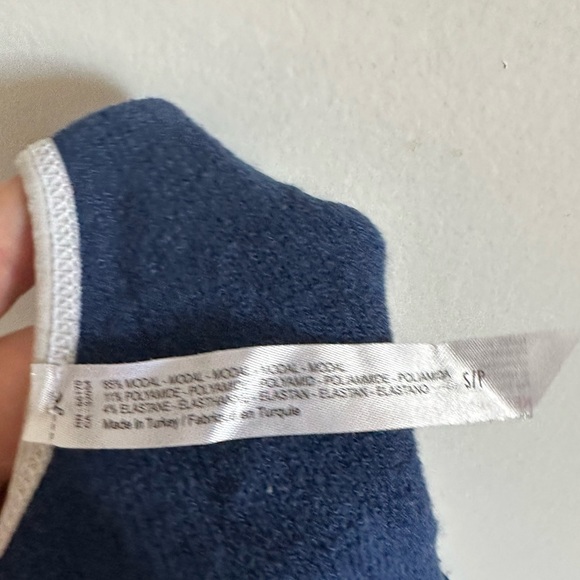 85% MODAL - MODAL - MODAL - MODAL - MODAL
11% POLYAMIDE - POLYAMIDE - POLYAMID - POLIAMMIDE - POLIAMIDA
4% ELASTANE - ELASTHANNE - ELASTAN - ELASTAN - ELASTANO
Made in Turkey / Fabriqué en Turquie
S/P